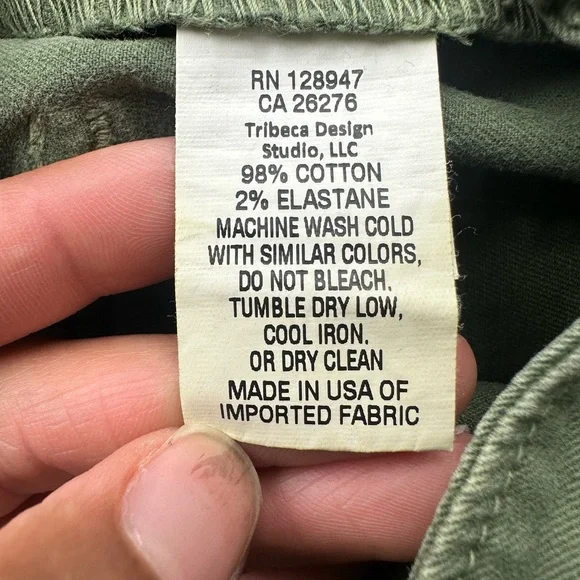 RN 128947
CA 26276
Tribeca Design
Studio, LLC
98% COTTON
2% ELASTANE
MACHINE WASH COLD
WITH SIMILAR COLORS,
DO NOT BLEACH.
TUMBLE DRY LOW,
COOL IRON.
OR DRY CLEAN
MADE IN USA OF
IMPORTED FABRIC